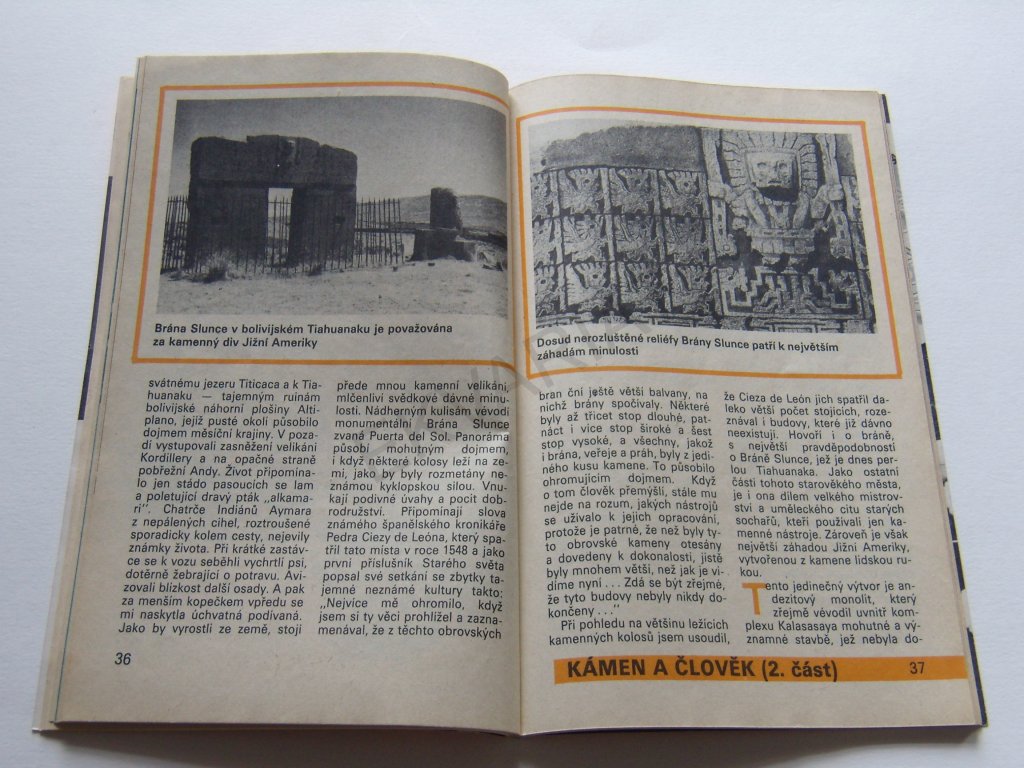 Brána Slunce v bolivijském Tiahuanaku je považována
za kamenný div Jižní Ameriky
svátnému jezeru Titicaca a k Tia-
huanaku — tajemným ruinám
bolivijské náhorní plošiny Alti-
plano, jejíž pusté okolí působilo
dojmem měsíční krajiny. V poza-
dí vystupovali zasnežení velikáni
Kordillery a na opačné straně
pobřežní Andy. Život připomína-
lo jen stádo pasoucích se lam
a poletující dravý pták „alkama-
ri". Chatrče Indiánů Aymara
z nepálených cihel, roztroušené
sporadicky kolem cesty, nejevily
známky života. Při krátké zastáv-
ce se k vozu seběhli vychrtlí psi,
dotěrně žebrající o potravu. Avi-
zovali blízkost další osady. A pak
za menším kopečkem vpředu se
mi naskytla úchvatná podívaná.
Jako by vyrostli ze země, stojí
přede mnou kamenní velikáni,
mlčenliví svědkové dávné minu-
losti. Nádherným kulisám vévodí
monumentální Brána Slunce
zvaná Puerta del Sol. Panoráma
působí mohutným dojmem,
i když některé kolosy leží na ze-
mi, jako by byly rozmetány ne-
známou kyklopskou silou. Vnu-
kají podivné úvahy a pocit dob-
rodružství. Připomínají slova
známého španělského kronikáře
Pedra Ciezy de Leóna, který spa-
třil tato místa v roce 1548 a jako
první příslušník Starého světa
popsal své setkání se zbytky ta-
jemné neznámé kultury takto:
„Nejvíce mě ohromilo, když
jsem si ty věci prohlížel a zazna-
menával, že z těchto obrovských
36
Dosud nerozluštěné reliéfy Brány Slunce patří k největším
záhadám minulosti
bran ční ještě větší balvany, na
nichž brány spočívaly. Některé
byly až třicet stop dlouhé, pat-
náct i více stop široké a šest
stop vysoké, a všechny, jakož
i brána, veřeje a práh, byly z jedi-
ného kusu kamene. To působilo
ohromujícím dojmem. Když
o tom člověk přemýšlí, stále mu
nejde na rozum, jakých nástrojů
se užívalo k jejich opracování,
protože je patrné, že než byly ty-
to obrovské kameny otesány
a dovedeny k dokonalosti, jistě
byly mnohem větší, než jak je vi-
díme nyní... Zdá se být zřejmé,
že tyto budovy nebyly nikdy do-
končeny..."
Při pohledu na většinu ležících
kamenných kolosů jsem usoudil,
že Cieza de León jich spatřil da-
leko větší počet stojících, roze-
znával i budovy, které již dávno
neexistují. Hovoří i o bráně,
s největší pravděpodobností
o Bráně Slunce, jež je dnes per-
lou Tiahuanaka. Jako ostatní
části tohoto starověkého města,
je i ona dílem velkého mistrov-
ství a uměleckého citu starých
sochařů, kteří používali jen ka-
menné nástroje. Zároveň je však
největší záhadou Jižní Ameriky,
vytvořenou z kamene lidskou ru-
kou.
Tento jedinečný výtvor je an-
dezitový monolit, který
zřejmě vévodil uvnitř kom-
plexu Kalasasaya mohutné a vý-
znamné stavbě, jež nebyla do-
KÁMEN A ČLOVĚK (2. část) 37